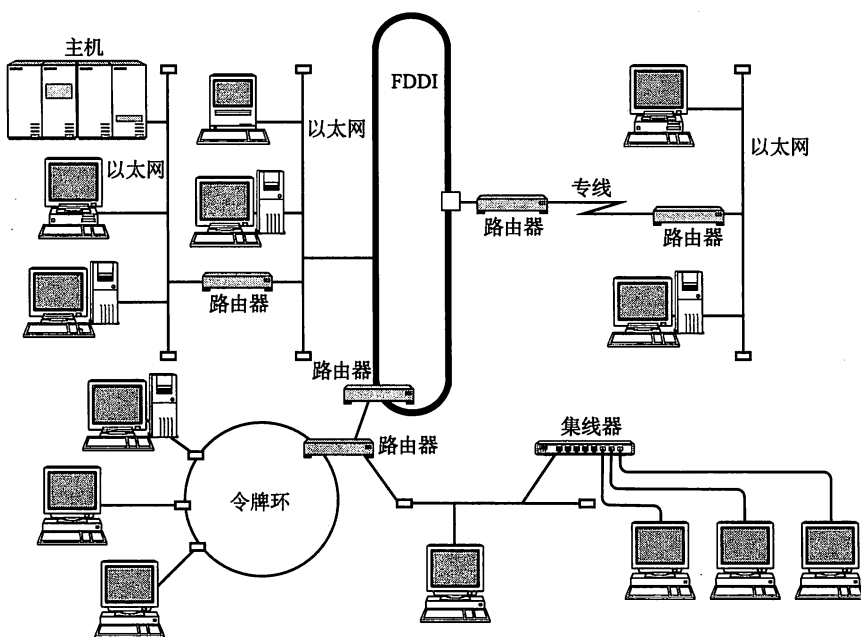 主机
FDDI
以太网
以太网
以太网
专线
路由器
路由器
路由器
路由器
路由器
集线器
令牌环